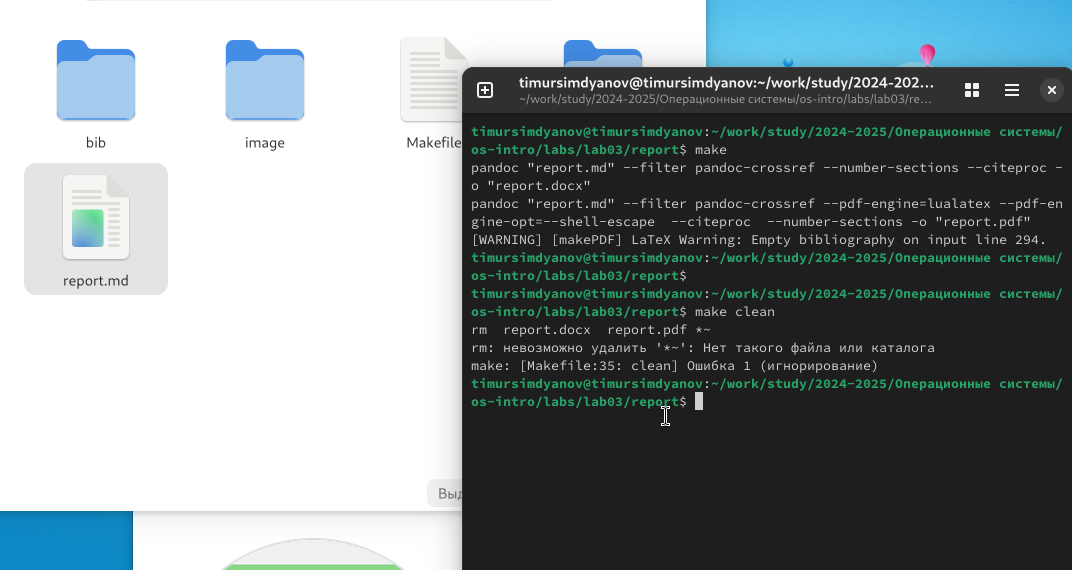 bib
image
Makefile
report.md
Выд
timursimdyanov@timursimdyanov:~/work/study/2024-202…
~/work/study/2024-2025/Операционные системы/os-intro/labs/lab03/re…
timursimdyanov@timursimdyanov:~/work/study/2024-2025/Операционные системы/
os-intro/labs/lab03/report$ make
pandoc "report.md" --filter pandoc-crossref --number-sections --citeproc -
o "report.docx"
pandoc "report.md" --filter pandoc-crossref --pdf-engine=lualatex --pdf-en
gine-opt=--shell-escape  --citeproc  --number-sections -o "report.pdf"
[WARNING] [makePDF] LaTeX Warning: Empty bibliography on input line 294.
timursimdyanov@timursimdyanov:~/work/study/2024-2025/Операционные системы/
os-intro/labs/lab03/report$
timursimdyanov@timursimdyanov:~/work/study/2024-2025/Операционные системы/
os-intro/labs/lab03/report$ make clean
rm  report.docx  report.pdf *~
rm: невозможно удалить '*~': Нет такого файла или каталога
make: [Makefile:35: clean] Ошибка 1 (игнорирование)
timursimdyanov@timursimdyanov:~/work/study/2024-2025/Операционные системы/
os-intro/labs/lab03/report$